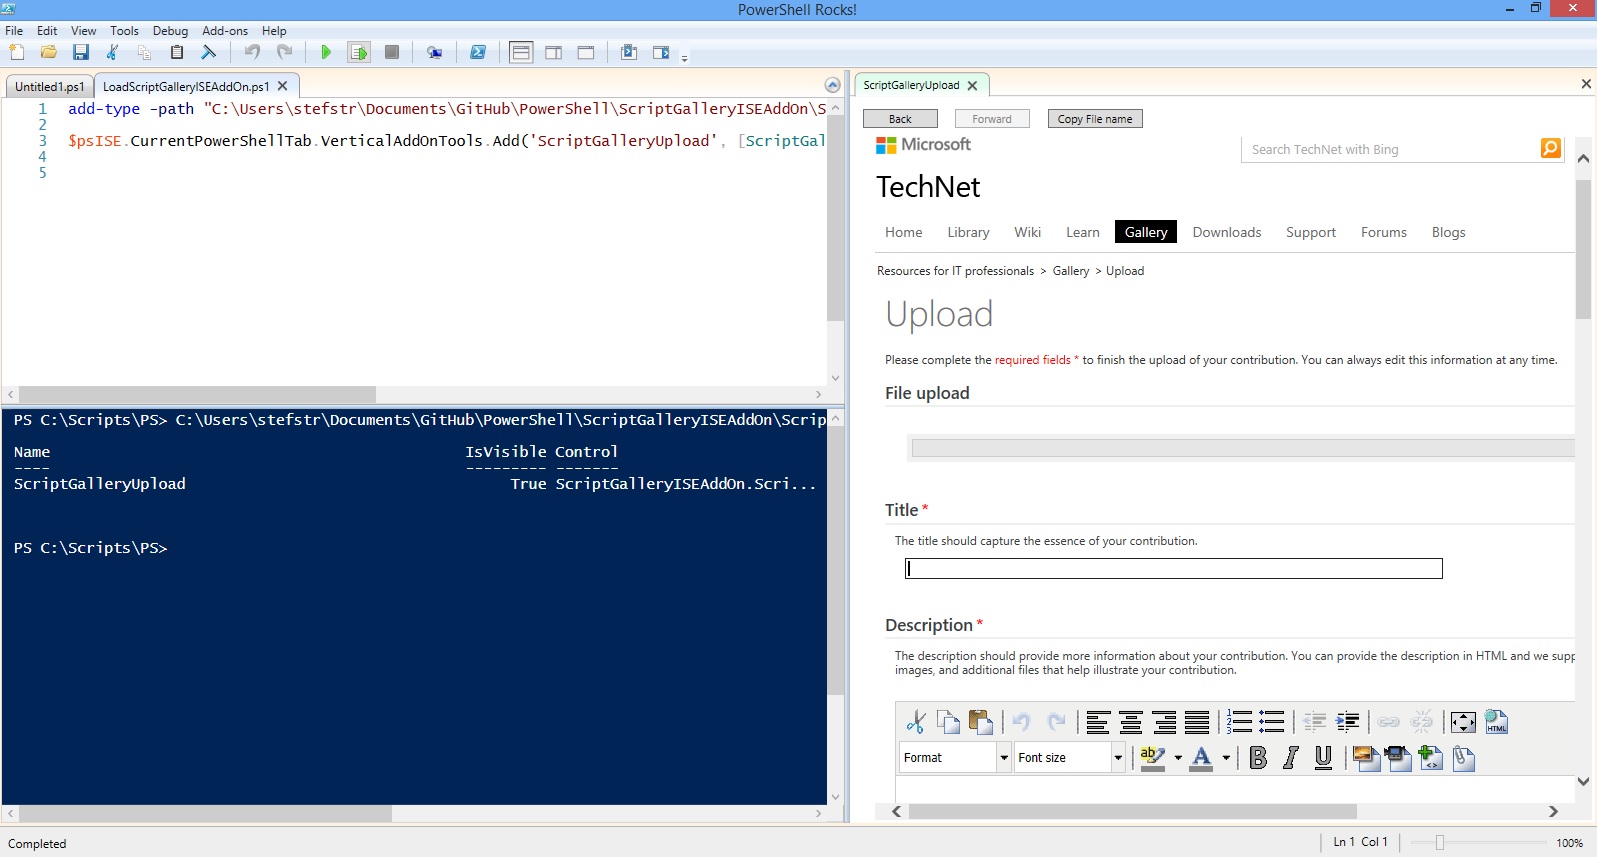 PowerShell Rocks!
File Edit View Tools Debug Add-ons Help
Untitled1.ps1 LoadScriptGalleryISEAddOn.ps1
1 add-type -path "C:\Users\stefstr\Documents\GitHub\PowerShell\ScriptGalleryISEAddOn\S
2
3 $psISE.CurrentPowerShellTab.VerticalAddOnTools.Add('ScriptGalleryUpload', [ScriptGal
4
5
PS C:\Scripts\PS> C:\Users\stefstr\Documents\GitHub\PowerShell\ScriptGalleryISEAddOn\Scrip
Name IsVisible Control
---- --------- -------
ScriptGalleryUpload True ScriptGalleryISEAddOn.Scri...
PS C:\Scripts\PS>
ScriptGalleryUpload
Back Forward Copy File name
Microsoft
Search TechNet with Bing
TechNet
Home Library Wiki Learn Gallery Downloads Support Forums Blogs
Resources for IT professionals > Gallery > Upload
Upload
Please complete the required fields * to finish the upload of your contribution. You can always edit this information at any time.
File upload
Title *
The title should capture the essence of your contribution.
Description *
The description should provide more information about your contribution. You can provide the description in HTML and we supp
images, and additional files that help illustrate your contribution.
HTML
Format Font size ab A B I U
Completed
Ln 1 Col 1 100%